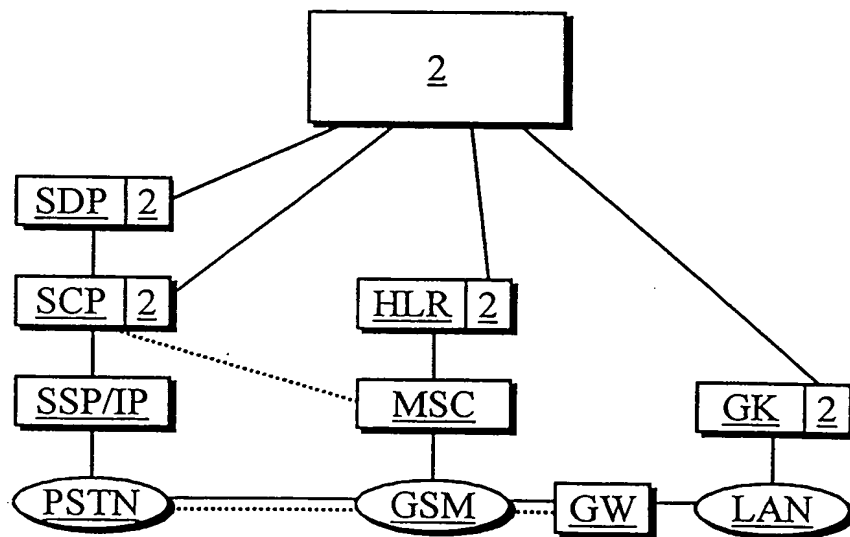 2
SDP 2
SCP 2
HLR 2
SSP/IP
MSC
GK 2
PSTN
GSM
GW
LAN